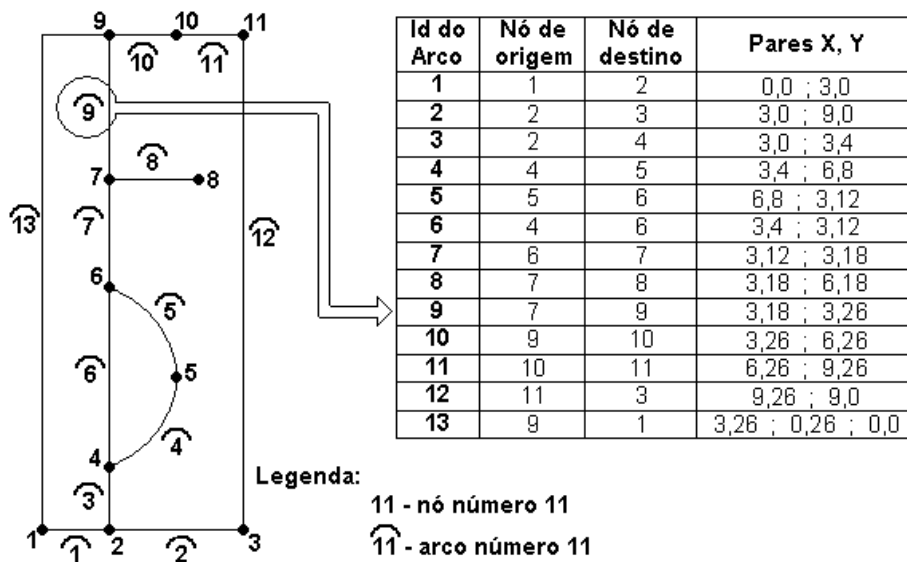 9 10 11
10 11
9
8
7 8
13 7 12
6
5
6 5
4
4
3
1 2 3
1 2
Id do Arco | Nó de origem | Nó de destino | Pares X, Y
1 | 1 | 2 | 0,0 ; 3,0
2 | 2 | 3 | 3,0 ; 9,0
3 | 2 | 4 | 3,0 ; 3,4
4 | 4 | 5 | 3,4 ; 6,8
5 | 5 | 6 | 6,8 ; 3,12
6 | 4 | 6 | 3,4 ; 3,12
7 | 6 | 7 | 3,12 ; 3,18
8 | 7 | 8 | 3,18 ; 6,18
9 | 7 | 9 | 3,18 ; 3,26
10 | 9 | 10 | 3,26 ; 6,26
11 | 10 | 11 | 6,26 ; 9,26
12 | 11 | 3 | 9,26 ; 9,0
13 | 9 | 1 | 3,26 ; 0,26 ; 0,0
Legenda:
11 - nó número 11
11 - arco número 11